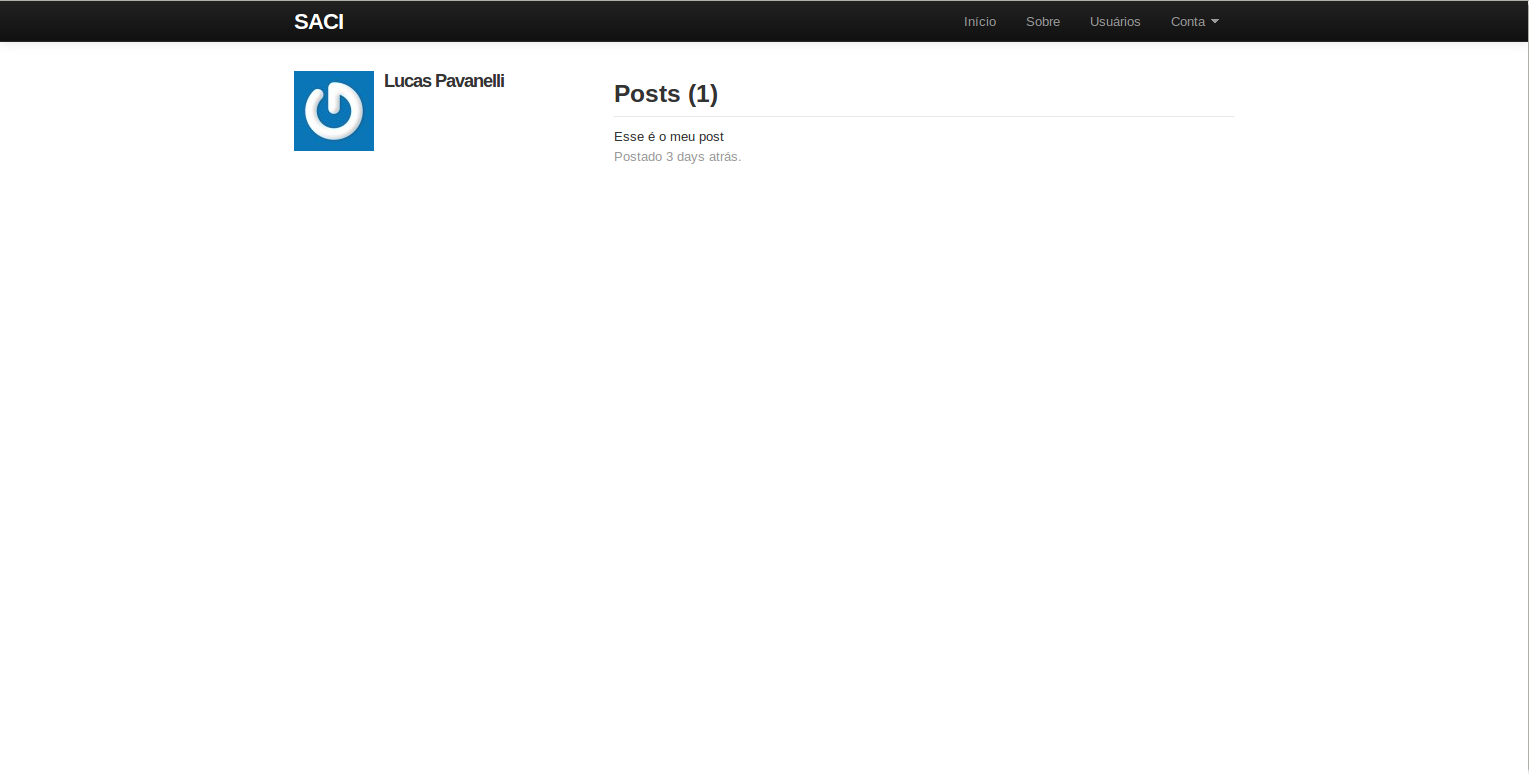 SACI Início Sobre Usuários Conta
Lucas Pavanelli
Posts (1)
Esse é o meu post
Postado 3 days atrás.